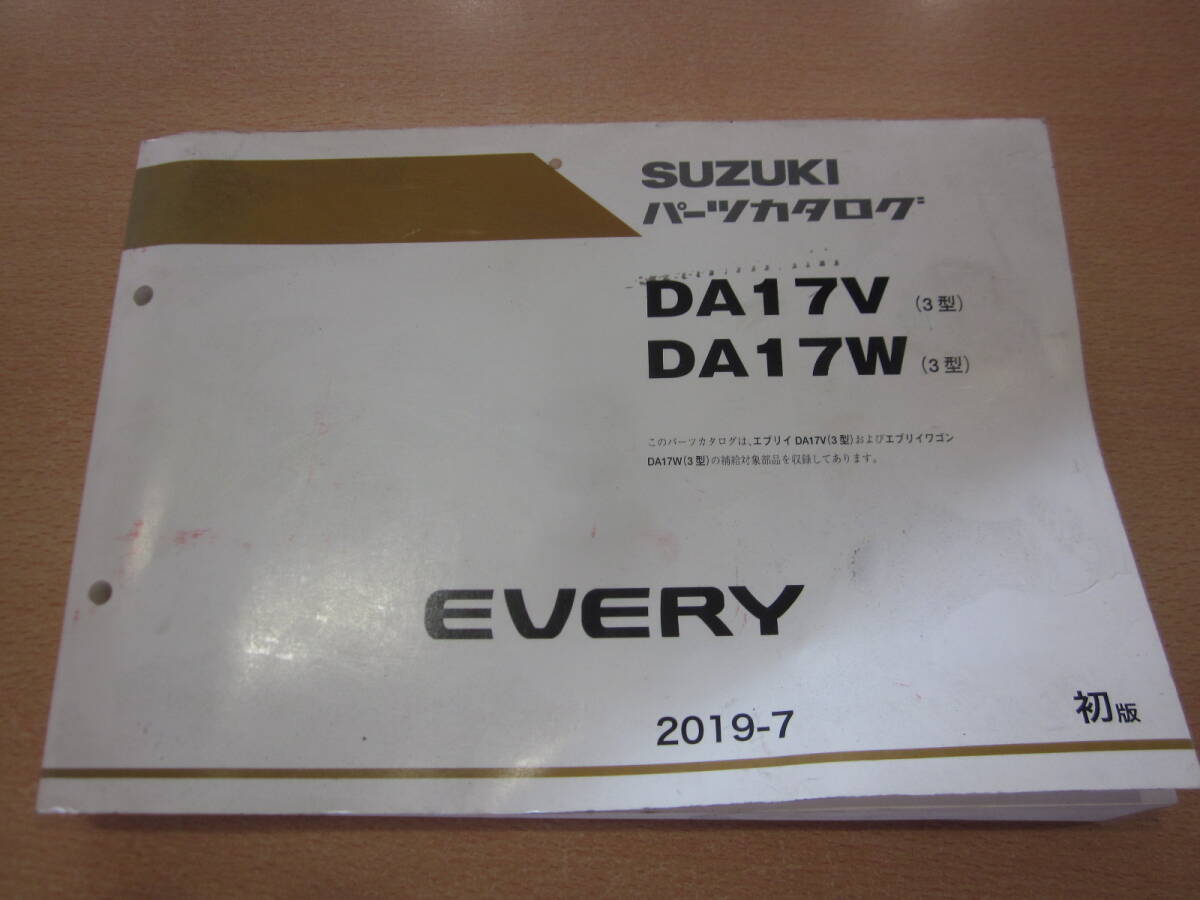 SUZUKI
パーツカタログ
DA17V (3型)
DA17W (3型)
このパーツカタログは、エブリイ DA17V(3型)およびエブリイワゴン
DA17W(3型)の補給対象部品を収録してあります。
EVERY
2019-7
初版